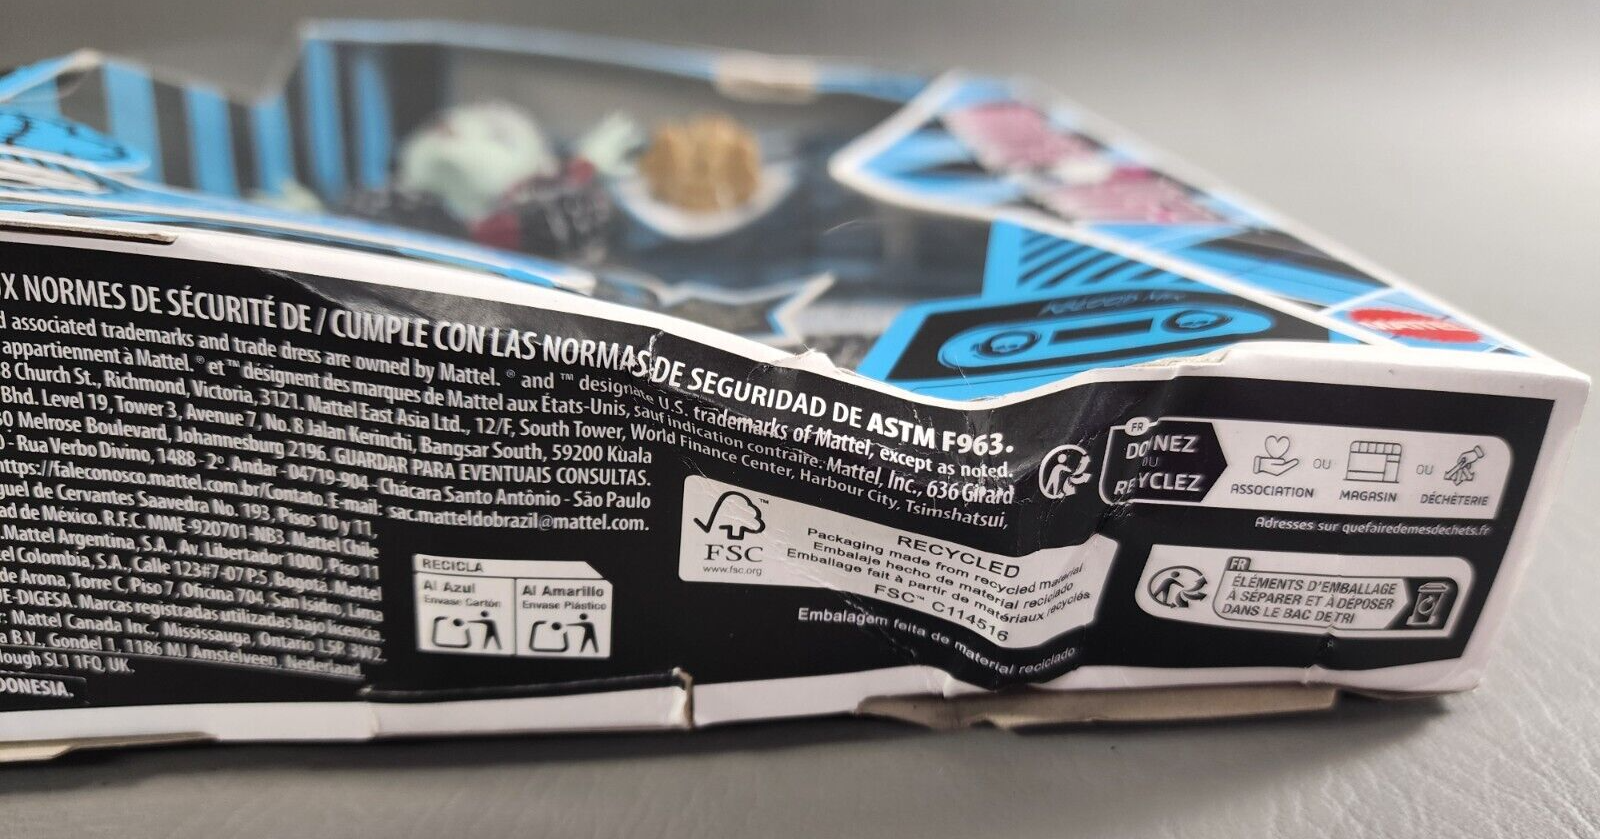 X NORMES DE SÉCURITÉ DE / CUMPLE CON LAS NORMAS DE SEGURIDAD DE ASTM F963.
associated trademarks and trade dress are owned by Mattel. ® and ™ designate U.S. trademarks of Mattel, except as noted.
appartiennent à Mattel. ® et ™ désignent des marques de Mattel aux États-Unis, sauf indication contraire. Mattel, Inc., 636 Girard
8 Church St., Richmond, Victoria, 3121. Mattel East Asia Ltd., 12/F, South Tower, World Finance Center, Harbour City, Tsimshatsui,
Bhd. Level 19, Tower 3, Avenue 7, No. 8 Jalan Kerinchi, Bangsar South, 59200 Kuala
0 Melrose Boulevard, Johannesburg 2196. GUARDAR PARA EVENTUAIS CONSULTAS.
- Rua Verbo Divino, 1488 - 2º. Andar - 04719-904 - Chácara Santo Antônio - São Paulo
https://faleconosco.mattel.com.br/Contato. E-mail: sac.matteldobrazil@mattel.com.
guel de Cervantes Saavedra No. 193, Pisos 10 y 11,
ad de México. R.F.C. MME-920701-NB3. Mattel Chile
.Mattel Argentina, S.A., Av. Libertador 1000, Piso 11
el Colombia, S.A., Calle 123#7-07 P.5, Bogotá. Mattel
de Arona, Torre C, Piso 7, Oficina 704, San Isidro, Lima
E-DIGESA. Marcas registradas utilizadas bajo licencia.
r: Mattel Canada Inc., Mississauga, Ontario L5R 3W2.
a B.V., Gondel 1, 1186 MJ Amstelveen, Nederland.
lough SL1 1FQ, UK.
DONESIA.
RECICLA
Al Azul
Envase Cartón
Al Amarillo
Envase Plástico
FSC
www.fsc.org
RECYCLED
Packaging made from recycled material
Embalaje hecho de material reciclado
Emballage fait à partir de matériaux recyclés
FSC™ C114516
Embalagem feita de material reciclado
FR
DONNEZ
OU
RECYCLEZ
ASSOCIATION
OU
MAGASIN
OU
DÉCHÈTERIE
Adresses sur quefairedemesdechets.fr
FR
ÉLÉMENTS D'EMBALLAGE
À SÉPARER ET À DÉPOSER
DANS LE BAC DE TRI
MATTEL